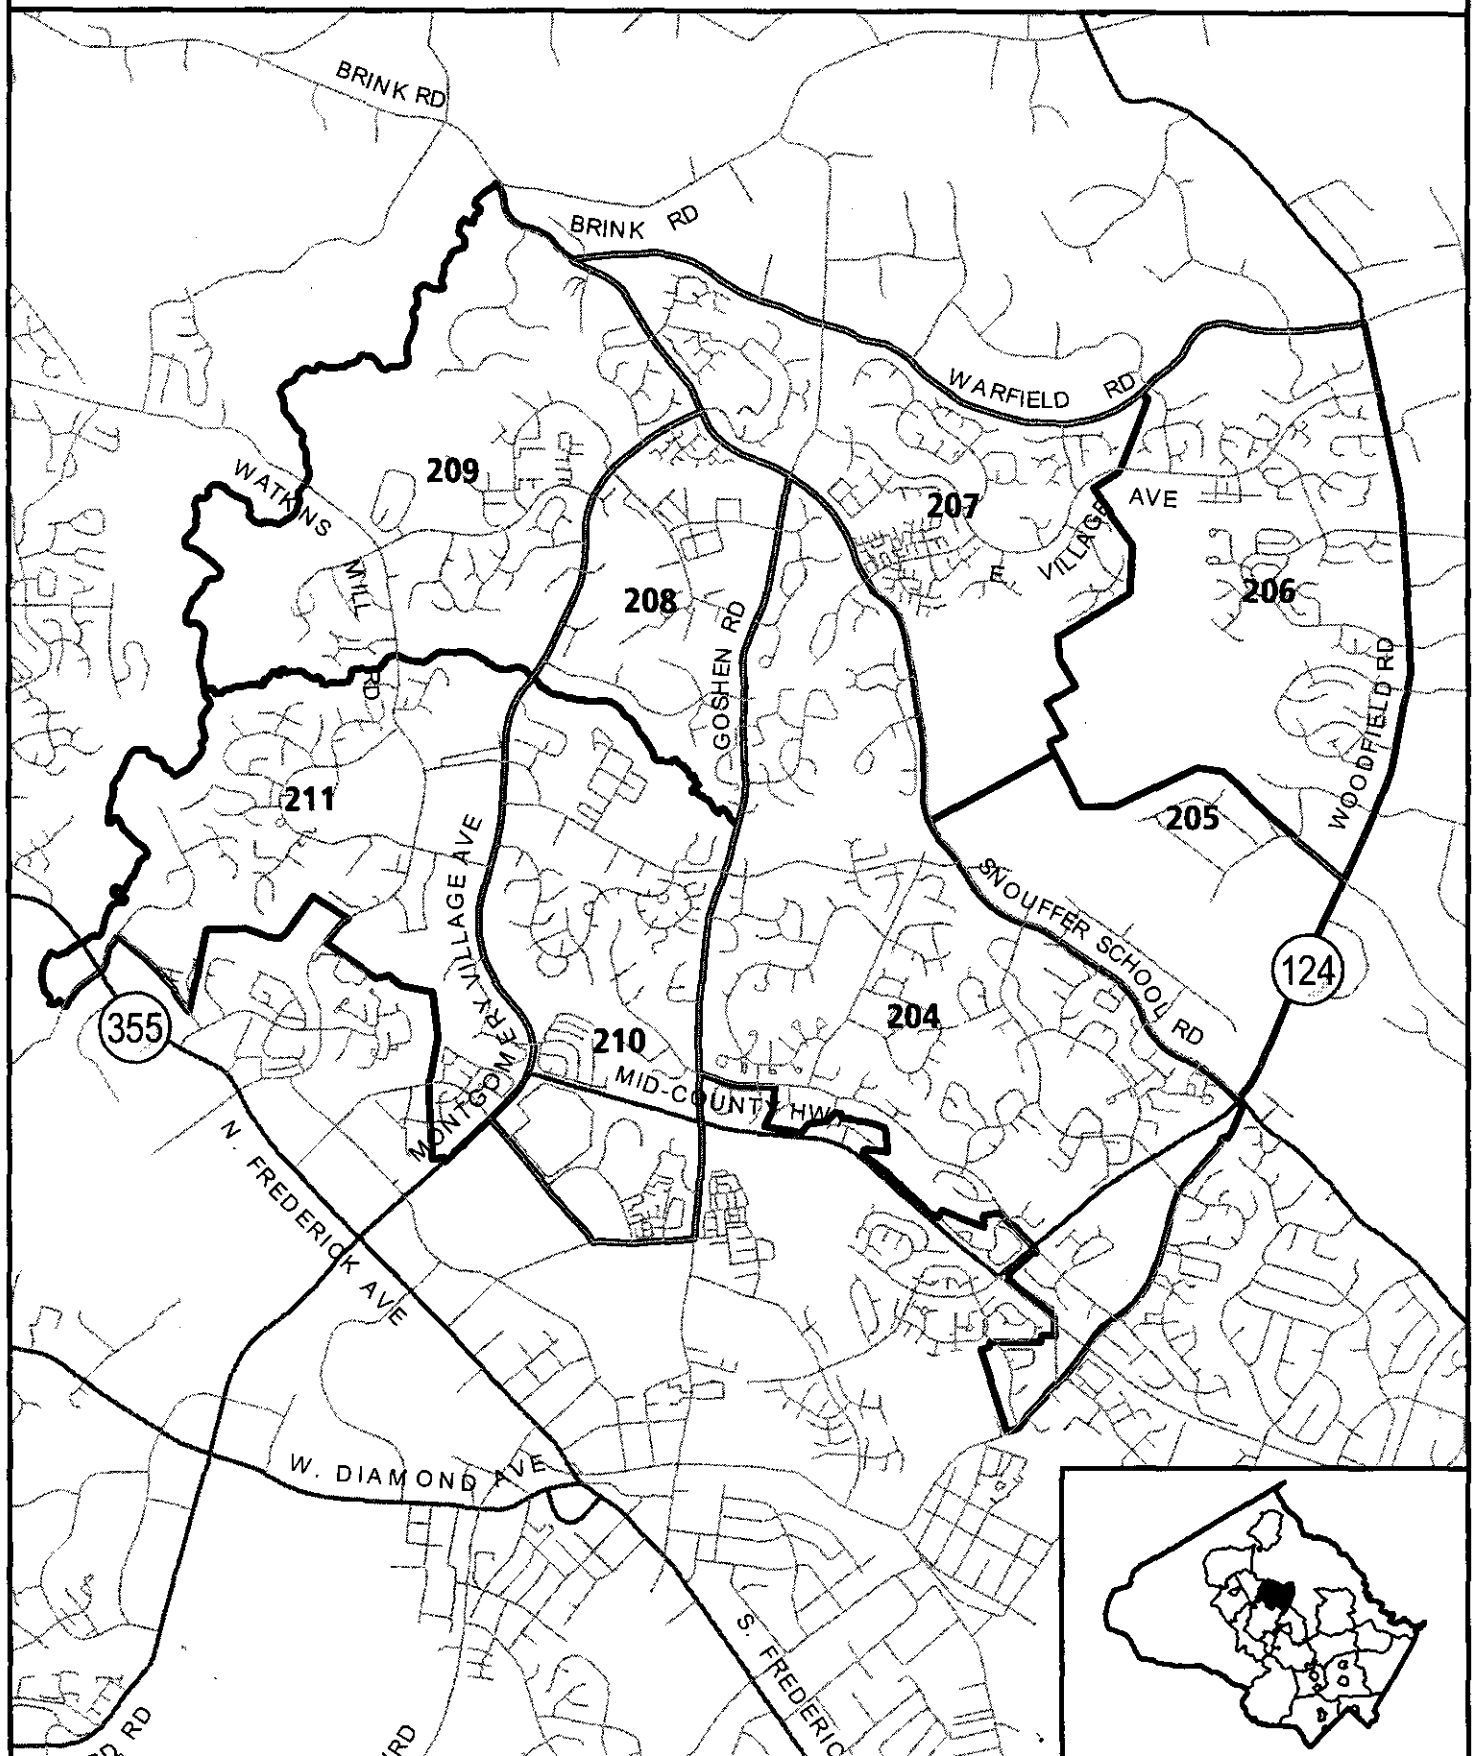 BRINK RD
BRINK RD
WARFIELD RD
WATKINS
MILL
RD
209
207
E VILLAGE AVE
208
206
GOSHEN RD
WOODFIELD RD
211
205
MONTGOMERY VILLAGE AVE
SNOUFFER SCHOOL RD
124
355
210
204
MID-COUNTY HWY
N. FREDERICK AVE
W. DIAMOND AVE
S. FREDERIC
RD
RD